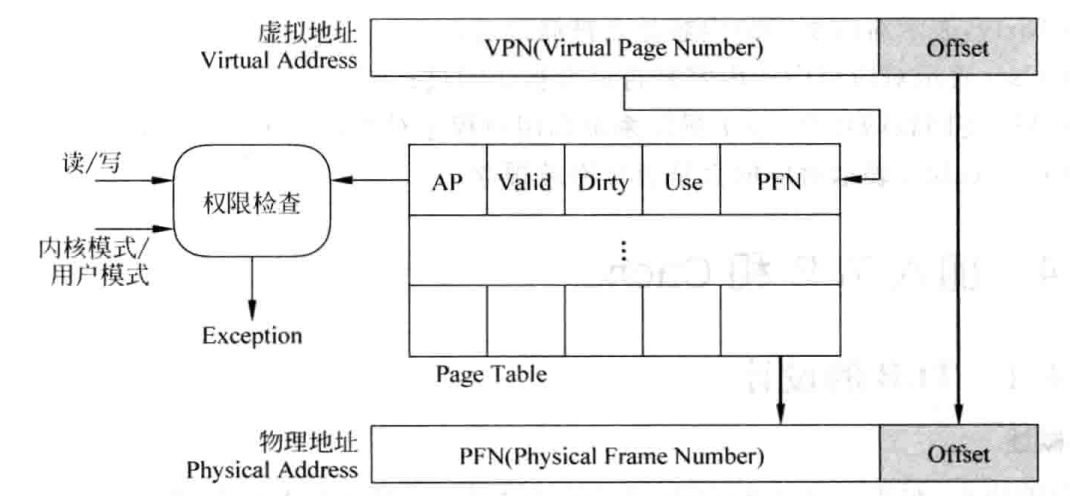 虚拟地址
Virtual Address
VPN(Virtual Page Number)
Offset
读/写
权限检查
内核模式/
用户模式
Exception
AP
Valid
Dirty
Use
PFN
⋮
Page Table
物理地址
Physical Address
PFN(Physical Frame Number)
Offset